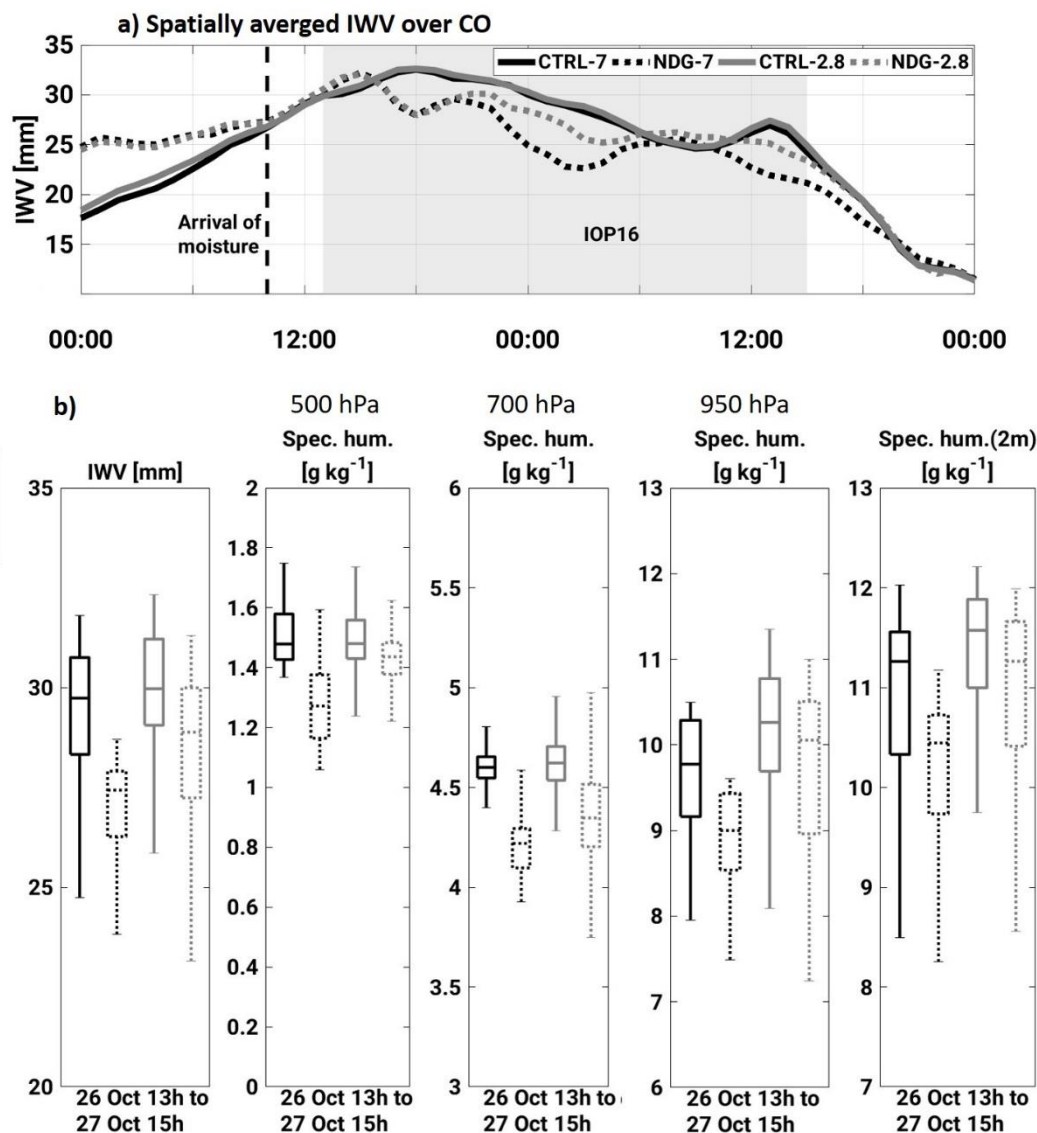 a) Spatially averged IWV over CO
CTRL-7 NDG-7 CTRL-2.8 NDG-2.8
IWV [mm]
35
30
25
20
15
Arrival of
moisture
IOP16
00:00 12:00 00:00 12:00 00:00
b)
500 hPa 700 hPa 950 hPa
IWV [mm]
35
30
25
20
26 Oct 13h to
27 Oct 15h
Spec. hum.
[g kg⁻¹]
2
1.8
1.6
1.4
1.2
1
0.8
0.6
0.4
0.2
0
26 Oct 13h to
27 Oct 15h
Spec. hum.
[g kg⁻¹]
6
5.5
5
4.5
4
3.5
3
26 Oct 13h to
27 Oct 15h
Spec. hum.
[g kg⁻¹]
13
12
11
10
9
8
7
6
26 Oct 13h to
27 Oct 15h
Spec. hum.(2m)
[g kg⁻¹]
13
12
11
10
9
8
7
26 Oct 13h to
27 Oct 15h